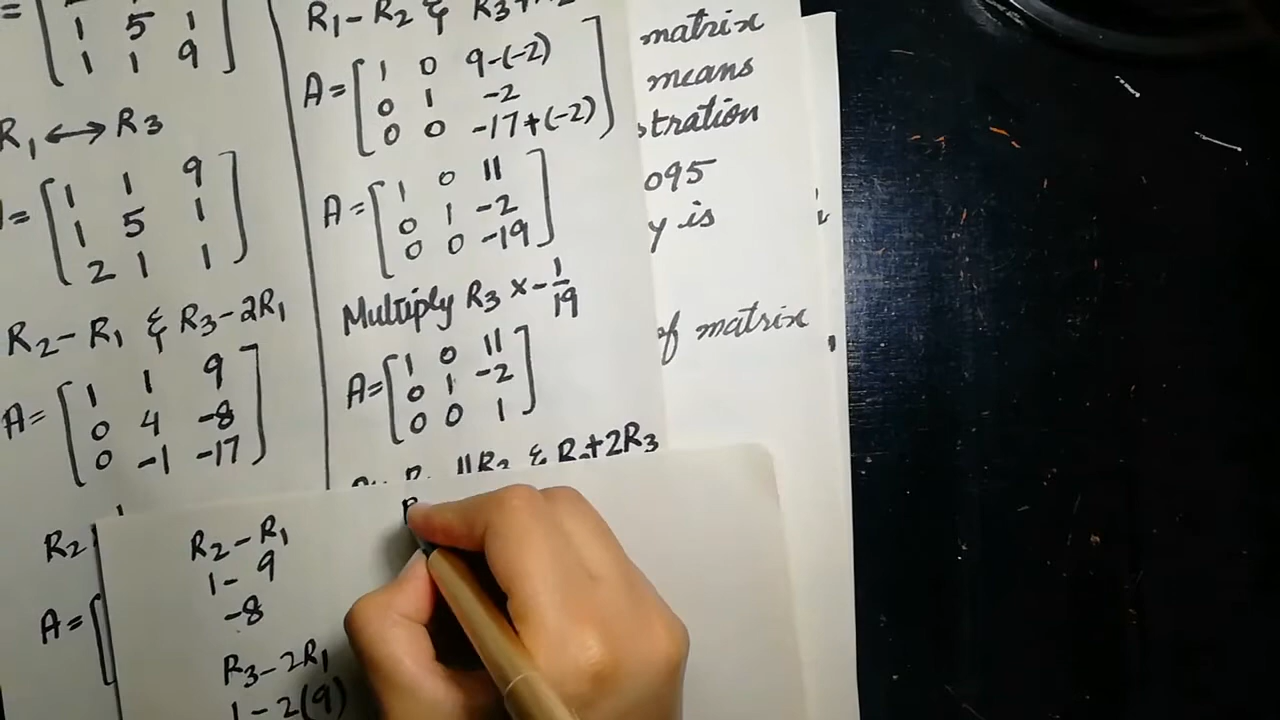 =
1 5 1
1 1 9
R1 ↔ R3
A= [1 1 9
1 5 1
2 1 1]
R2 - R1 & R3 - 2R1
A= [1 1 9
0 4 -8
0 -1 -17]
R2
A= [
R1 - R2 &
A= [1 0 9-(-2)
0 1 -2
0 0 -17+(-2)]
A= [1 0 11
0 1 -2
0 0 -19]
Multiply R3 × -1/19
A= [1 0 11
0 1 -2
0 0 1]
11R3 & R2+2R3
matrix
means
stration
095
y is
of matrix
R2 - R1
1 - 9
-8
R3 - 2R1
1 - 2(9)